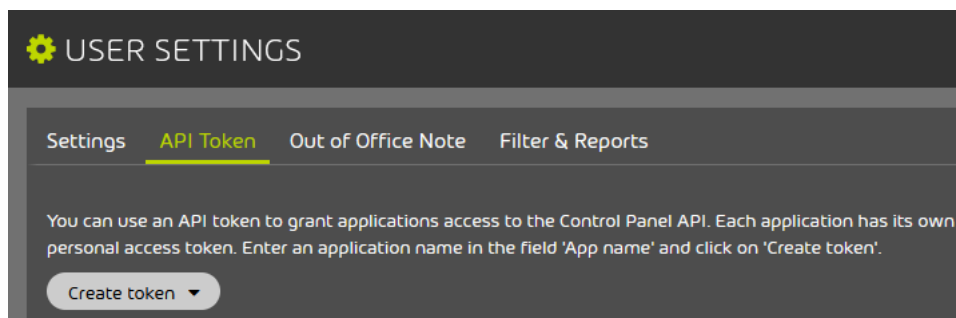 USER SETTINGS
Settings API Token Out of Office Note Filter & Reports
You can use an API token to grant applications access to the Control Panel API. Each application has its own
personal access token. Enter an application name in the field 'App name' and click on 'Create token'.
Create token